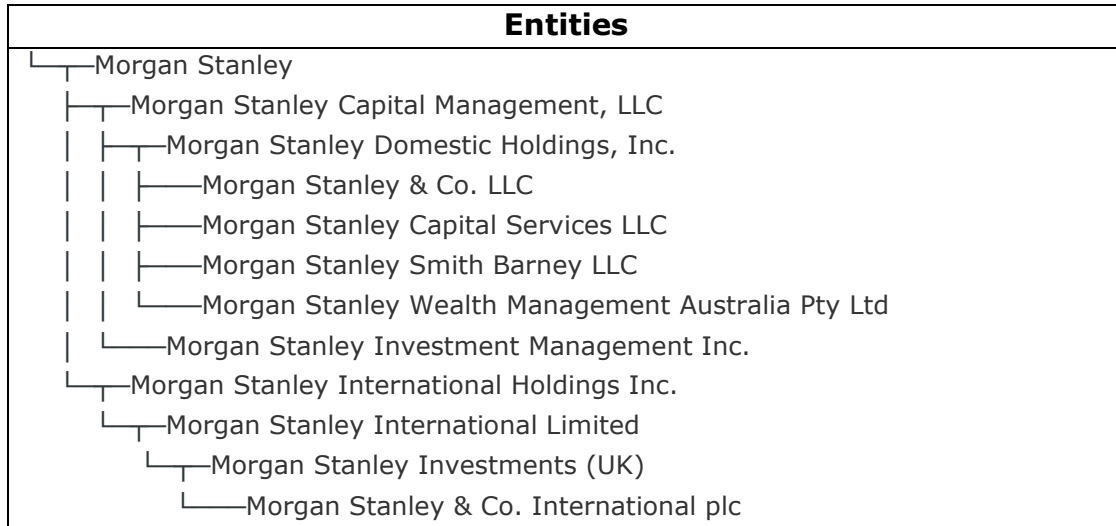 Entities
Morgan Stanley
Morgan Stanley Capital Management, LLC
Morgan Stanley Domestic Holdings, Inc.
Morgan Stanley & Co. LLC
Morgan Stanley Capital Services LLC
Morgan Stanley Smith Barney LLC
Morgan Stanley Wealth Management Australia Pty Ltd
Morgan Stanley Investment Management Inc.
Morgan Stanley International Holdings Inc.
Morgan Stanley International Limited
Morgan Stanley Investments (UK)
Morgan Stanley & Co. International plc